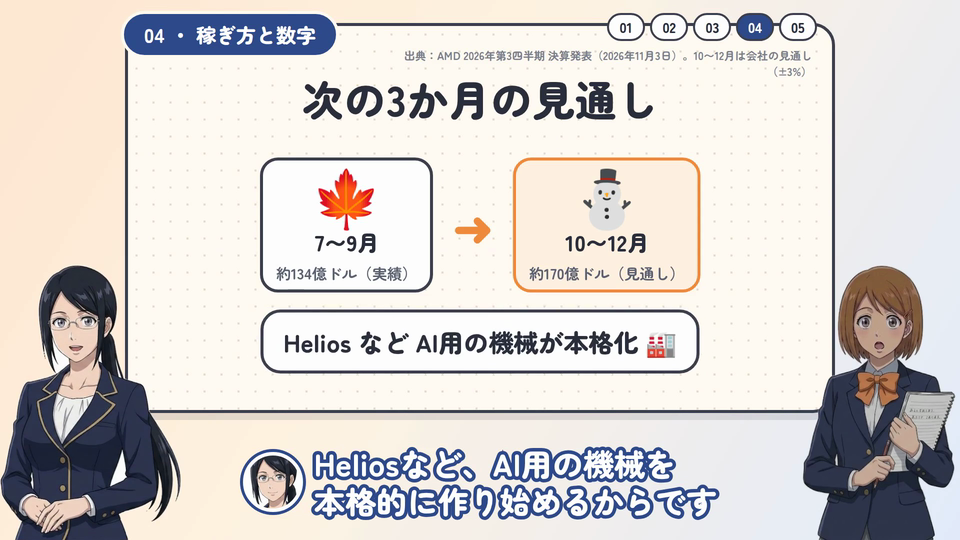 04 ・ 稼ぎ方と数字
01 02 03 04 05
出典：AMD 2026年第3四半期 決算発表（2026年11月3日）。10〜12月は会社の見通し
（±3%）
次の3か月の見通し
7〜9月
約134億ドル（実績）
10〜12月
約170億ドル（見通し）
Helios など AI用の機械が本格化
Heliosなど、AI用の機械を
本格的に作り始めるからです